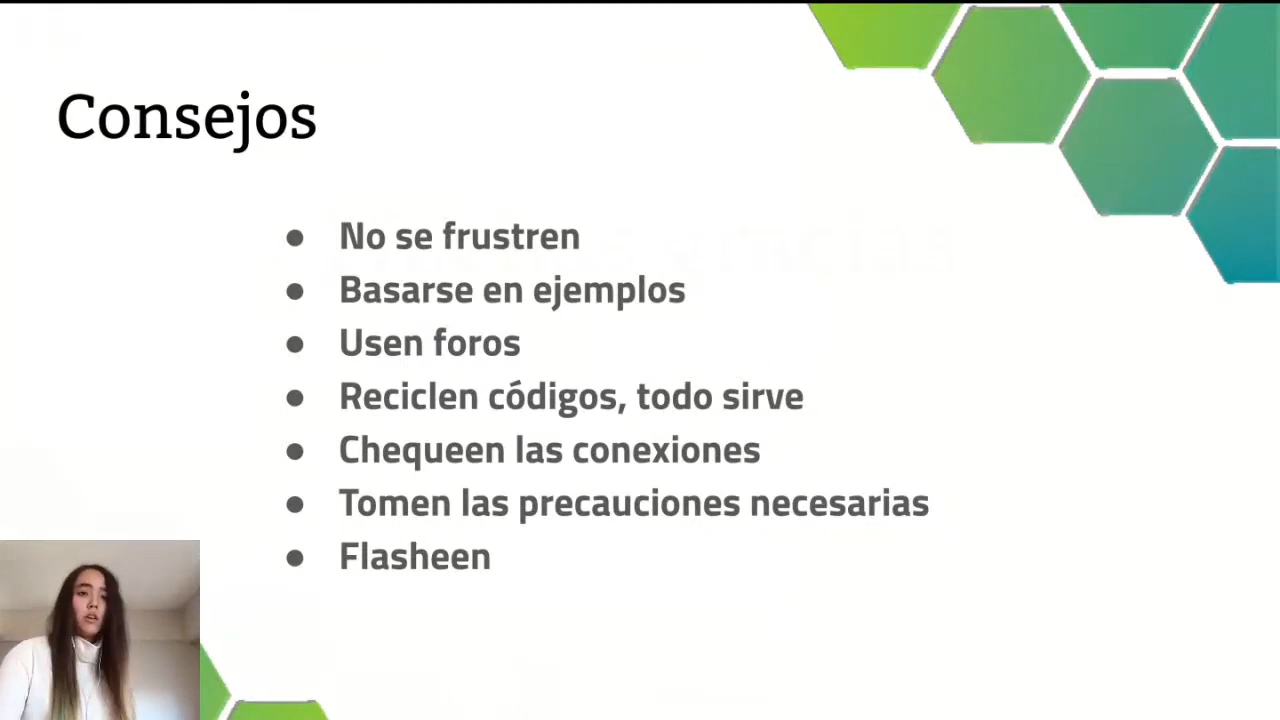 Consejos
● No se frustren
● Basarse en ejemplos
● Usen foros
● Reciclen códigos, todo sirve
● Chequeen las conexiones
● Tomen las precauciones necesarias
● Flasheen